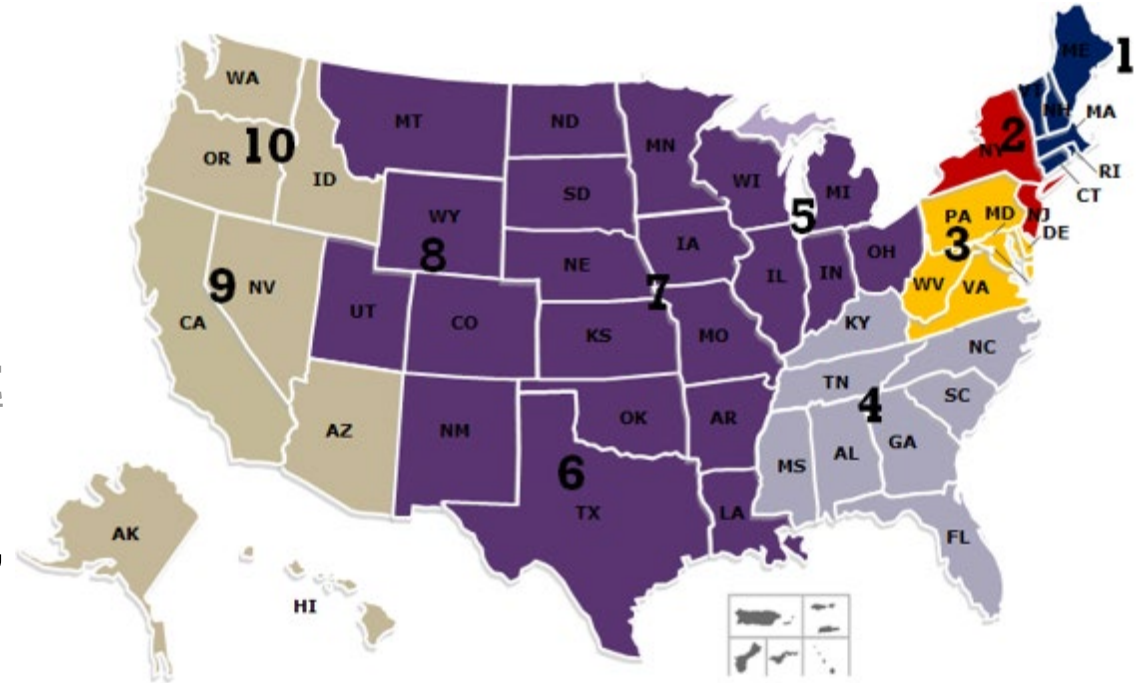 ME
1
WA
VT
MT
ND
NH
MA
MN
2
OR
10
NY
ID
RI
WI
MI
SD
CT
WY
5
PA
MD
NJ
DE
3
IA
8
OH
NE
IL
IN
WV
VA
9
NV
7
UT
CO
KY
CA
KS
MO
NC
TN
SC
4
AZ
NM
OK
AR
GA
AL
MS
6
TX
LA
AK
FL
HI